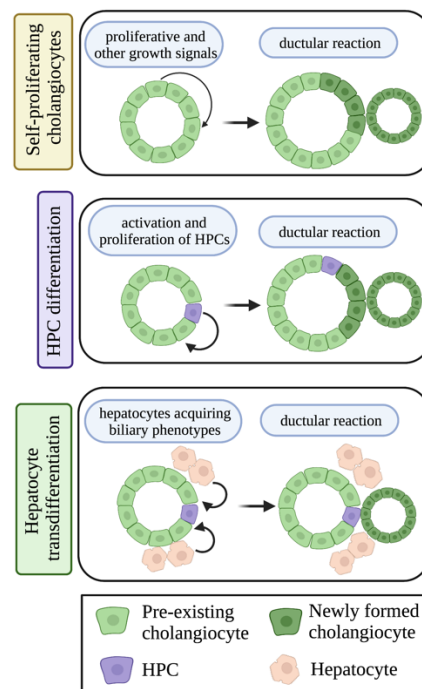 Self-proliferating
cholangiocytes
proliferative and
other growth signals
ductular reaction
HPC differentiation
activation and
proliferation of HPCs
ductular reaction
Hepatocyte
transdifferentiation
hepatocytes acquiring
biliary phenotypes
ductular reaction
Pre-existing
cholangiocyte
Newly formed
cholangiocyte
HPC
Hepatocyte